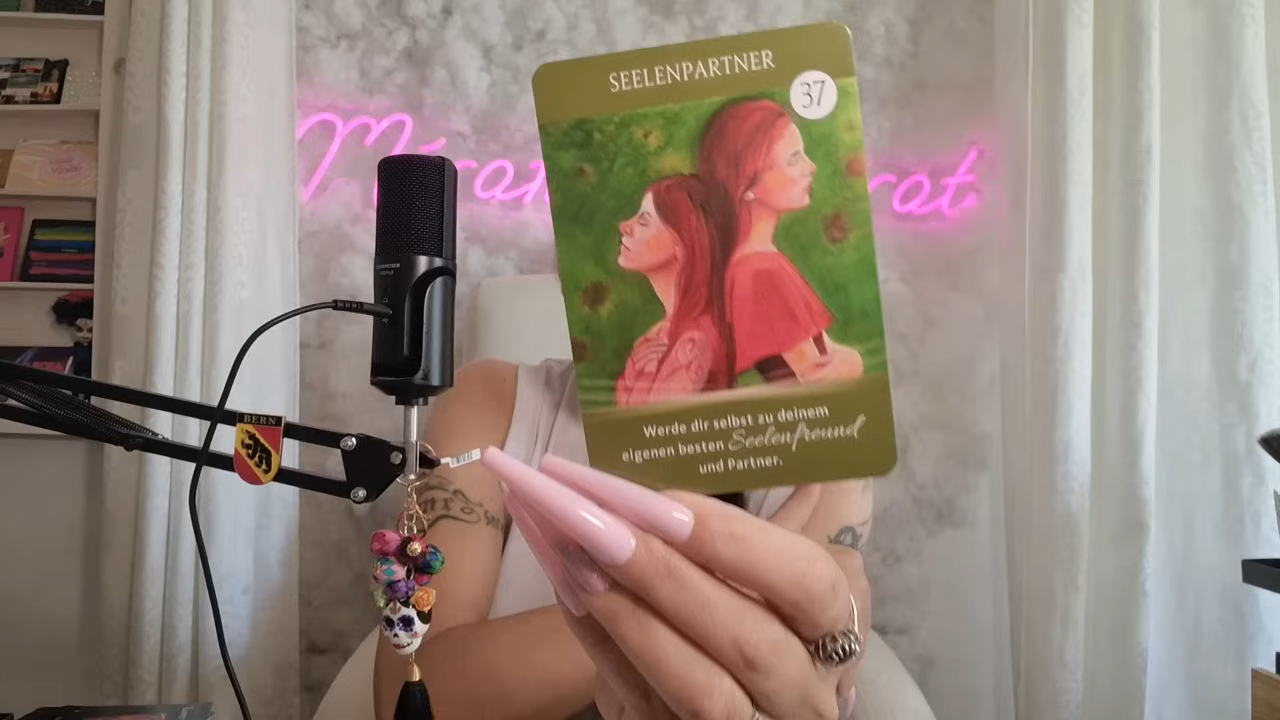 SEELENPARTNER
37
Werde dir selbst zu deinem
eigenen besten Seelenfreund
und Partner.
BERN